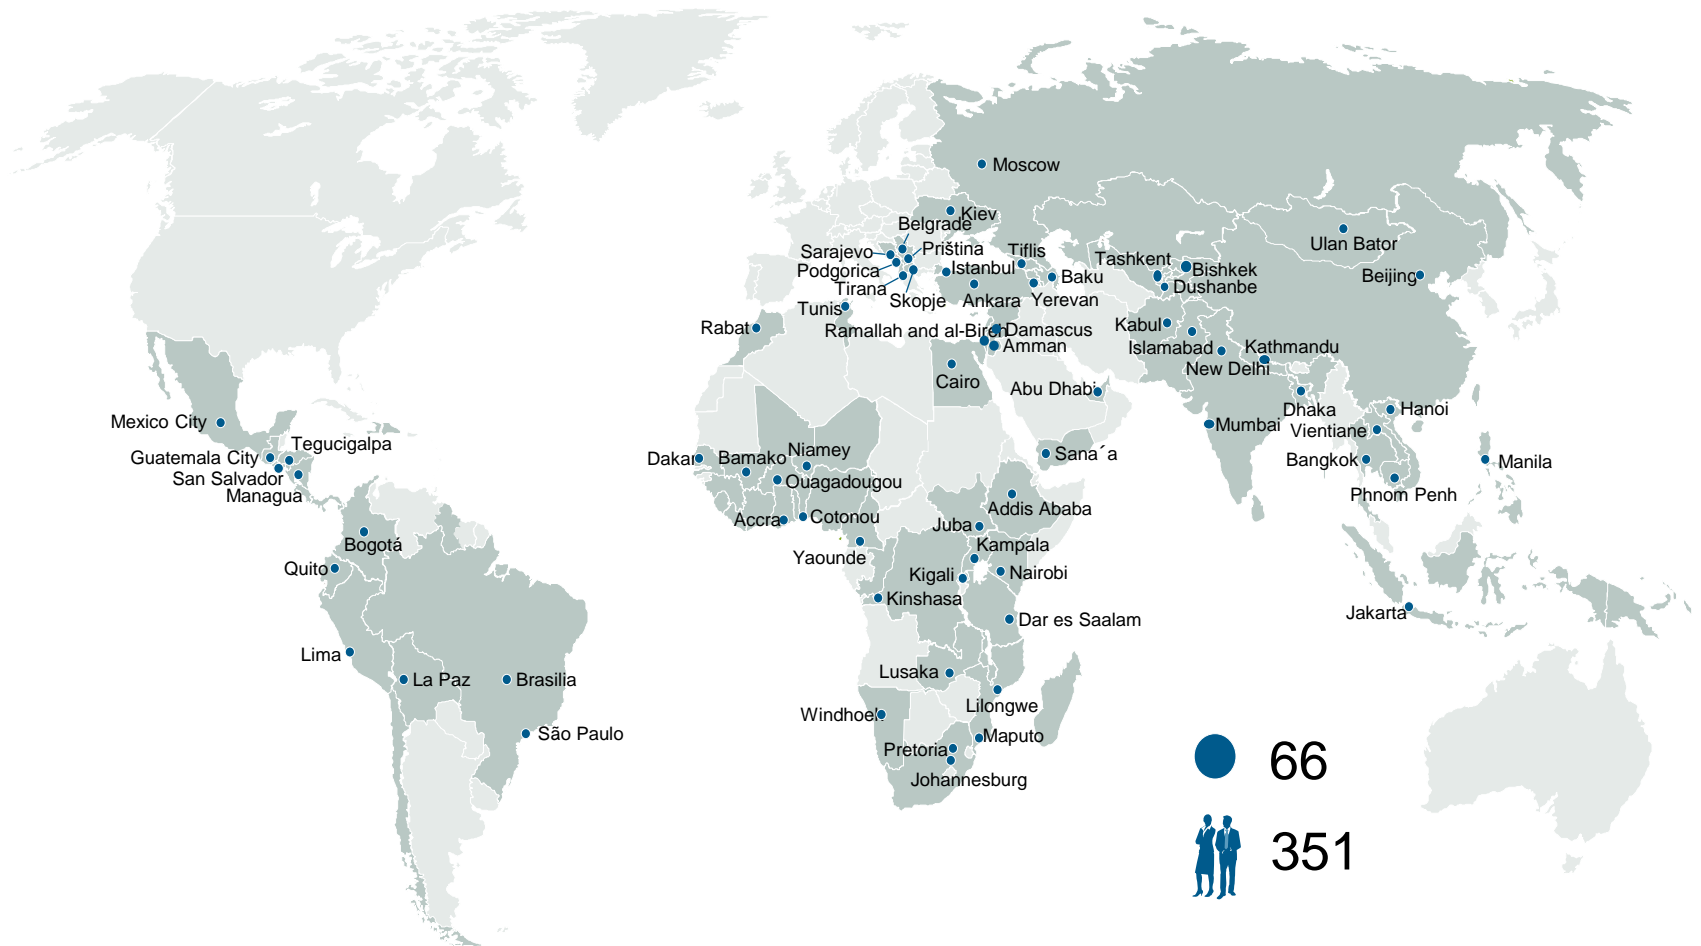 Moscow
Kiev
Belgrade
Sarajevo
Priština
Podgorica
Tirana
Skopje
Istanbul
Tiflis
Ankara
Yerevan
Baku
Tashkent
Bishkek
Dushanbe
Ulan Bator
Beijing
Tunis
Rabat
Ramallah and al-Bireh
Damascus
Amman
Kabul
Islamabad
Kathmandu
New Delhi
Cairo
Abu Dhabi
Dhaka
Hanoi
Mexico City
Mumbai
Vientiane
Tegucigalpa
Guatemala City
San Salvador
Managua
Dakar
Bamako
Niamey
Sana´a
Bangkok
Manila
Ouagadougou
Phnom Penh
Addis Ababa
Accra
Cotonou
Juba
Bogotá
Yaounde
Kampala
Quito
Kigali
Nairobi
Kinshasa
Jakarta
Dar es Saalam
Lima
La Paz
Brasilia
Lusaka
Lilongwe
Windhoek
São Paulo
Maputo
Pretoria
Johannesburg
66
351